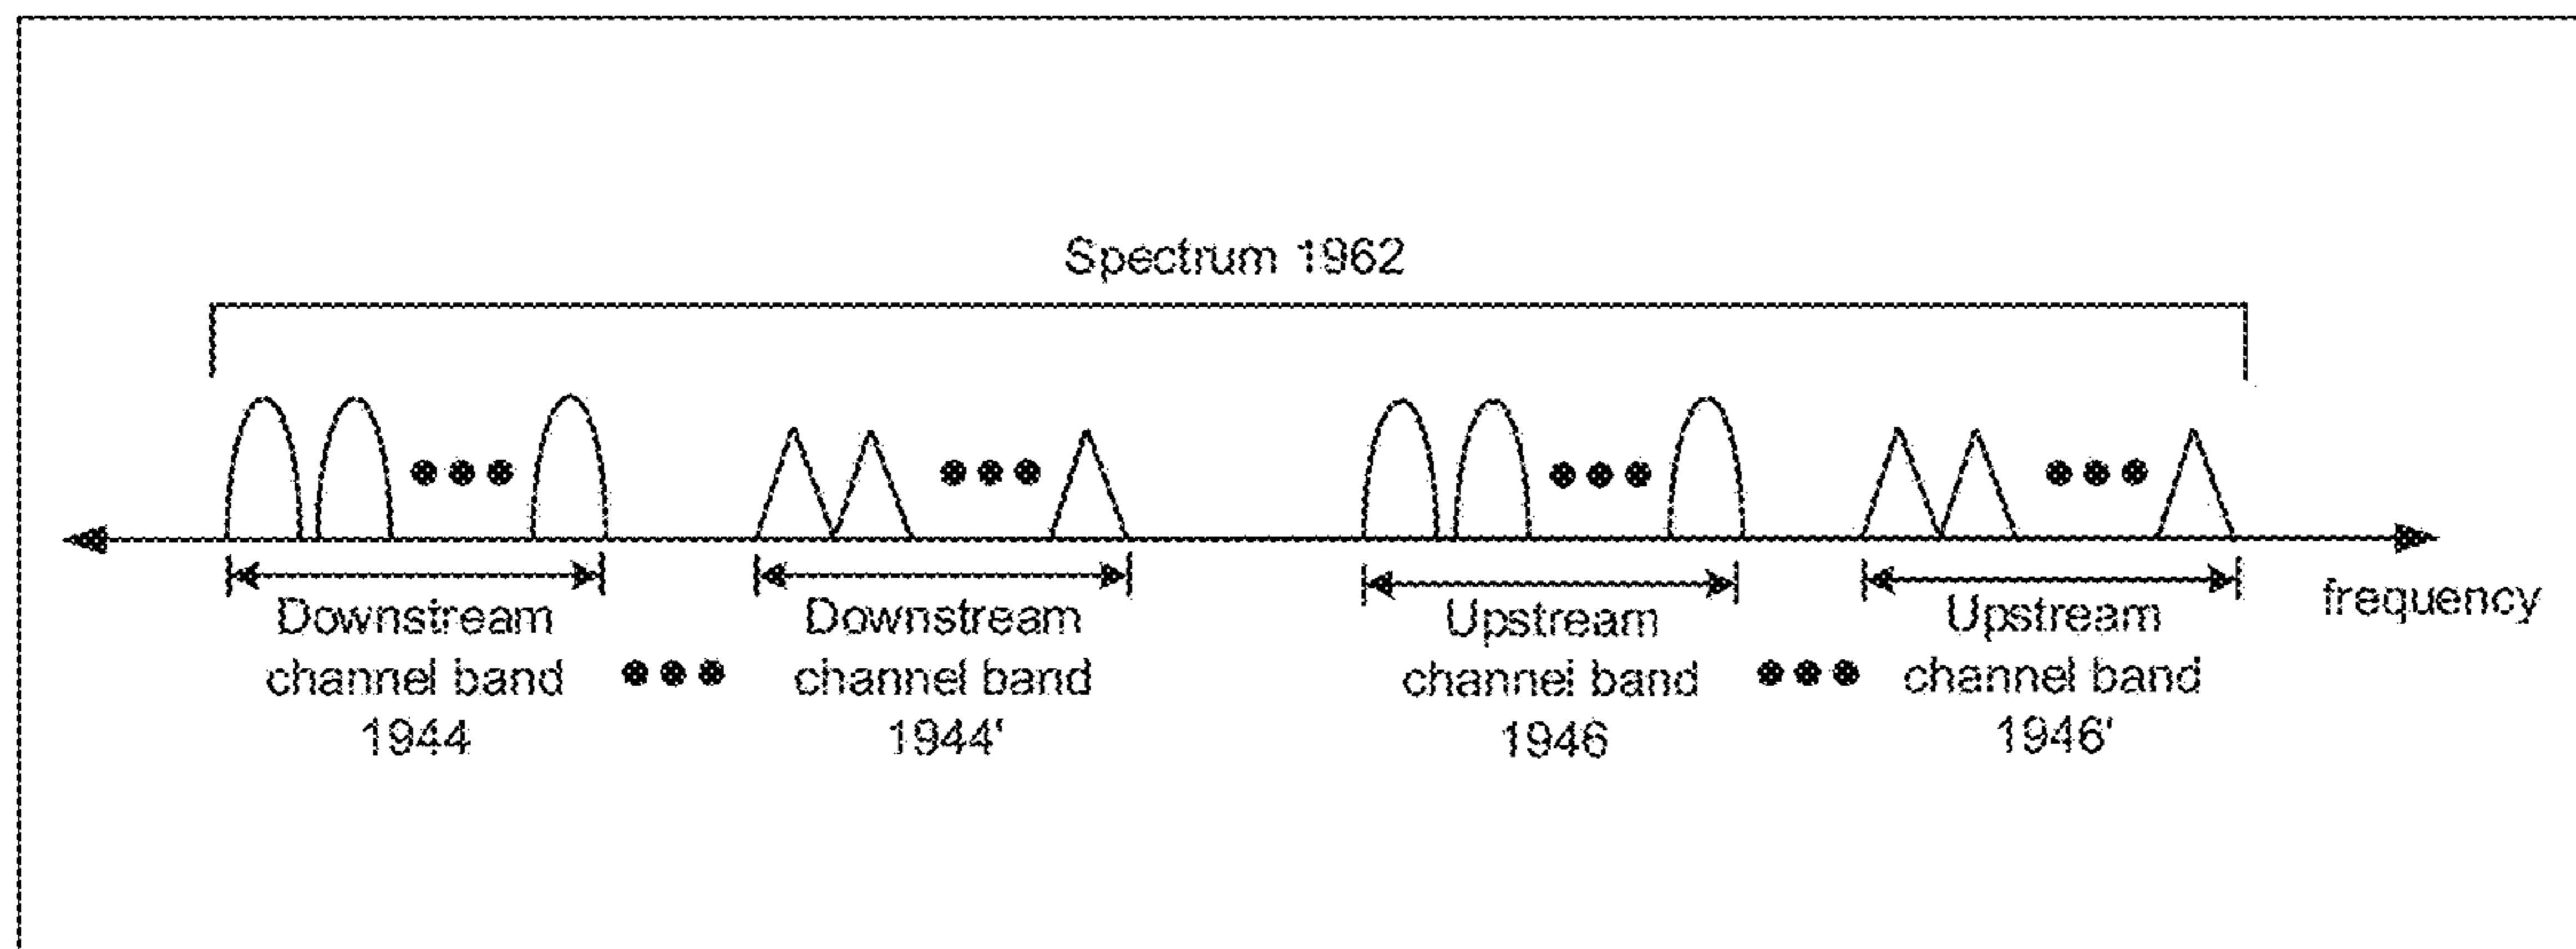 Spectrum 1962
Downstream
channel band
1944
Downstream
channel band
1944'
Upstream
channel band
1946
Upstream
channel band
1946'
frequency